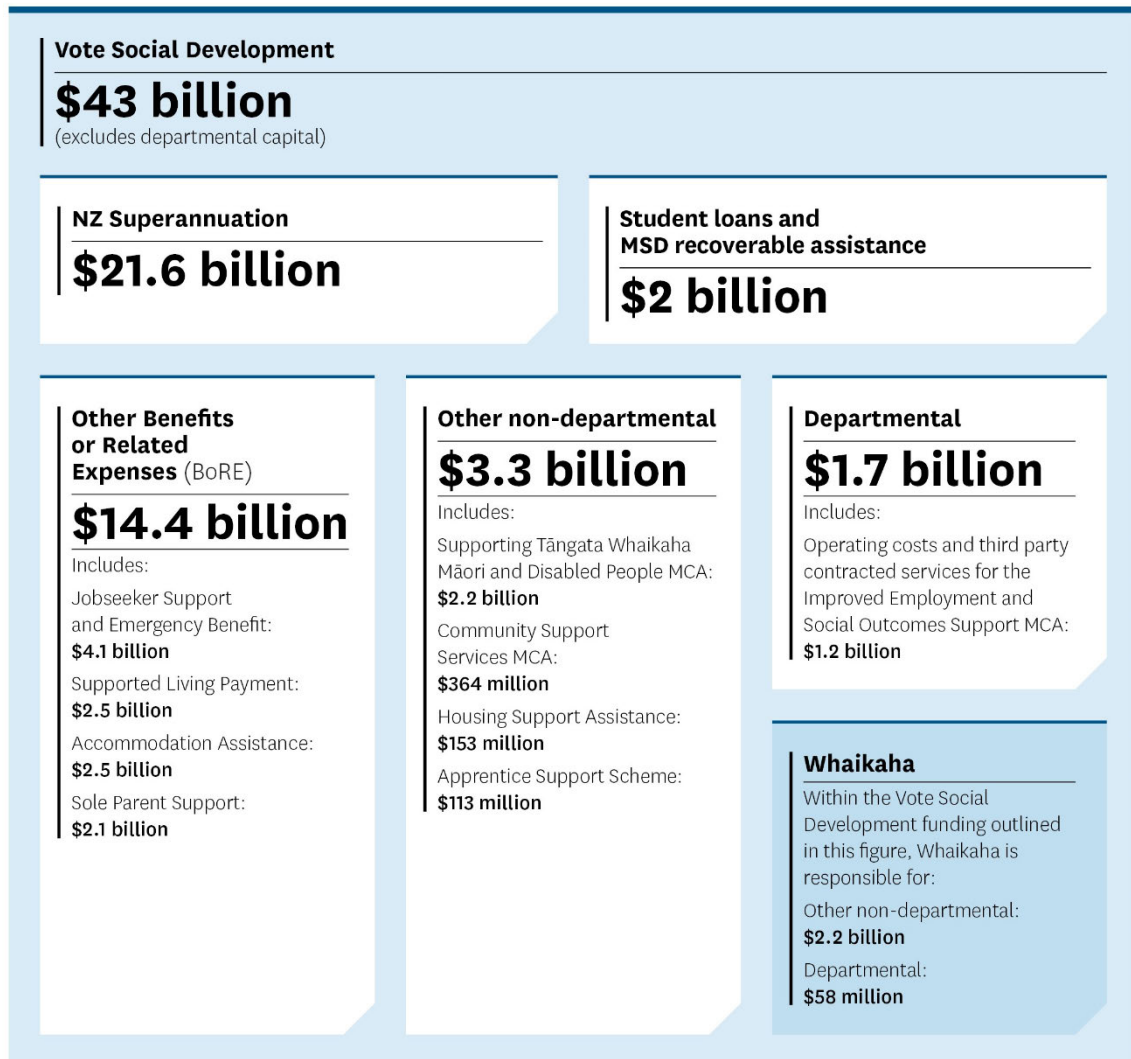 Vote Social Development
$43 billion
(excludes departmental capital)
NZ Superannuation
$21.6 billion
Student loans and
MSD recoverable assistance
$2 billion
Other Benefits
or Related
Expenses (BoRE)
$14.4 billion
Includes:
Jobseeker Support
and Emergency Benefit:
$4.1 billion
Supported Living Payment:
$2.5 billion
Accommodation Assistance:
$2.5 billion
Sole Parent Support:
$2.1 billion
Other non-departmental
$3.3 billion
Includes:
Supporting Tāngata Whaikaha
Māori and Disabled People MCA:
$2.2 billion
Community Support
Services MCA:
$364 million
Housing Support Assistance:
$153 million
Apprentice Support Scheme:
$113 million
Departmental
$1.7 billion
Includes:
Operating costs and third party
contracted services for the
Improved Employment and
Social Outcomes Support MCA:
$1.2 billion
Whaikaha
Within the Vote Social
Development funding outlined
in this figure, Whaikaha is
responsible for:
Other non-departmental:
$2.2 billion
Departmental:
$58 million